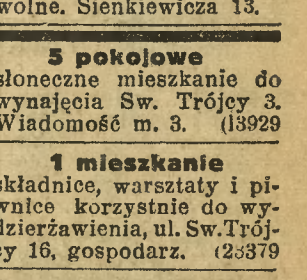 wolne. Sienkiewicza 13.
5 pokojowe
słoneczne mieszkanie do
wynajęcia Sw. Trójcy 3.
Wiadomość m. 3. (13929
1 mieszkanie
składnice, warsztaty i pi-
wnice korzystnie do wy-
dzierżawienia, ul. Sw. Trój-
cy 16, gospodarz. (28379